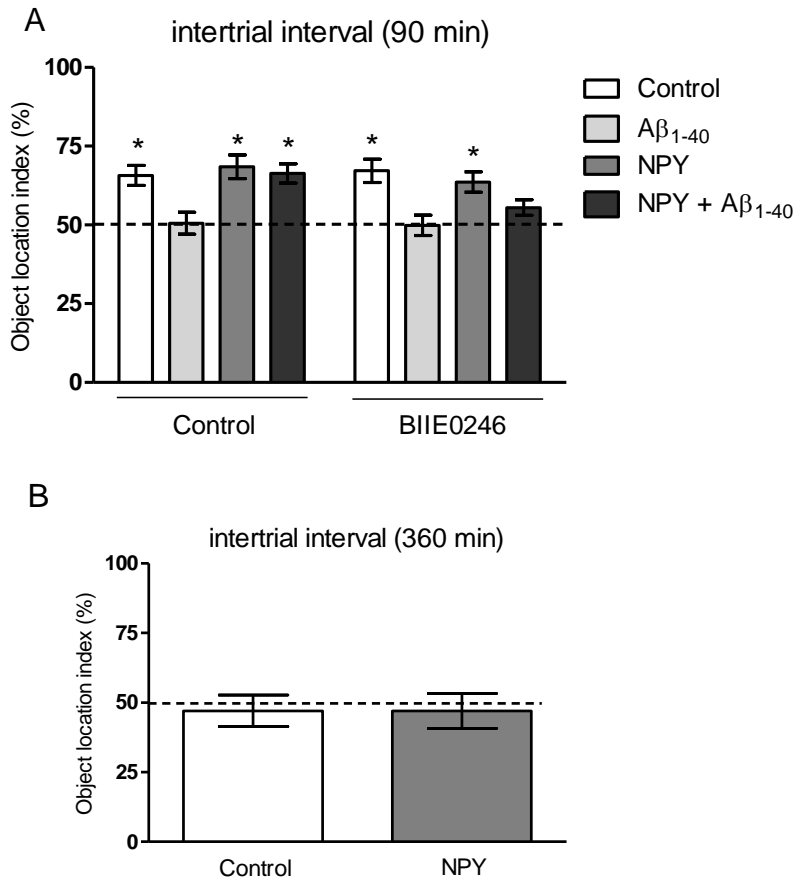 A
intertrial interval (90 min)
Object location index (%)
100
75
50
25
0
* * * * *
Control
BIIE0246
Control
Aβ1-40
NPY
NPY + Aβ1-40
B
intertrial interval (360 min)
Object location index (%)
100
75
50
25
0
Control
NPY